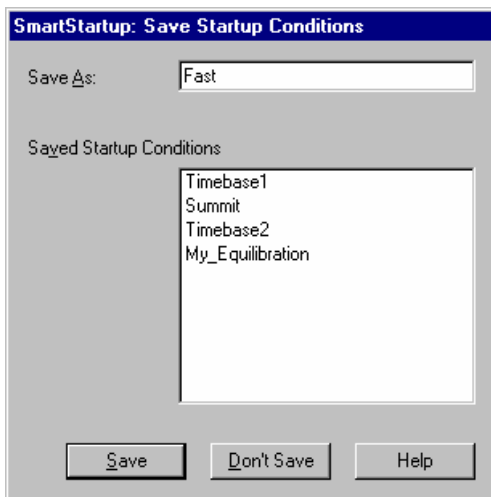 SmartStartup: Save Startup Conditions
Save As: Fast
Saved Startup Conditions
Timebase1
Summit
Timebase2
My_Equilibration
Save Don't Save Help